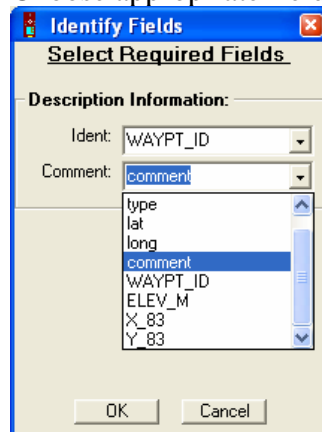 Identify Fields
Select Required Fields
Description Information:
Ident: WAYPT_ID
Comment: comment
type
lat
long
comment
WAYPT_ID
ELEV_M
X_83
Y_83
OK Cancel